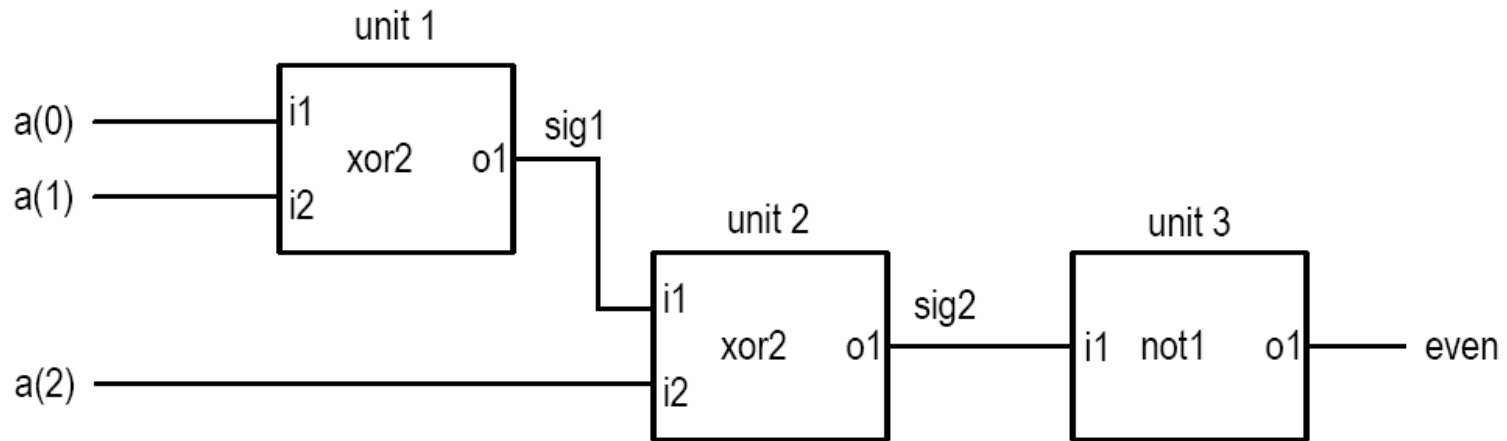 unit 1
a(0)
i1
sig1
xor2
o1
a(1)
i2
unit 2
unit 3
i1
sig2
xor2
o1
i1
not1
o1
even
a(2)
i2